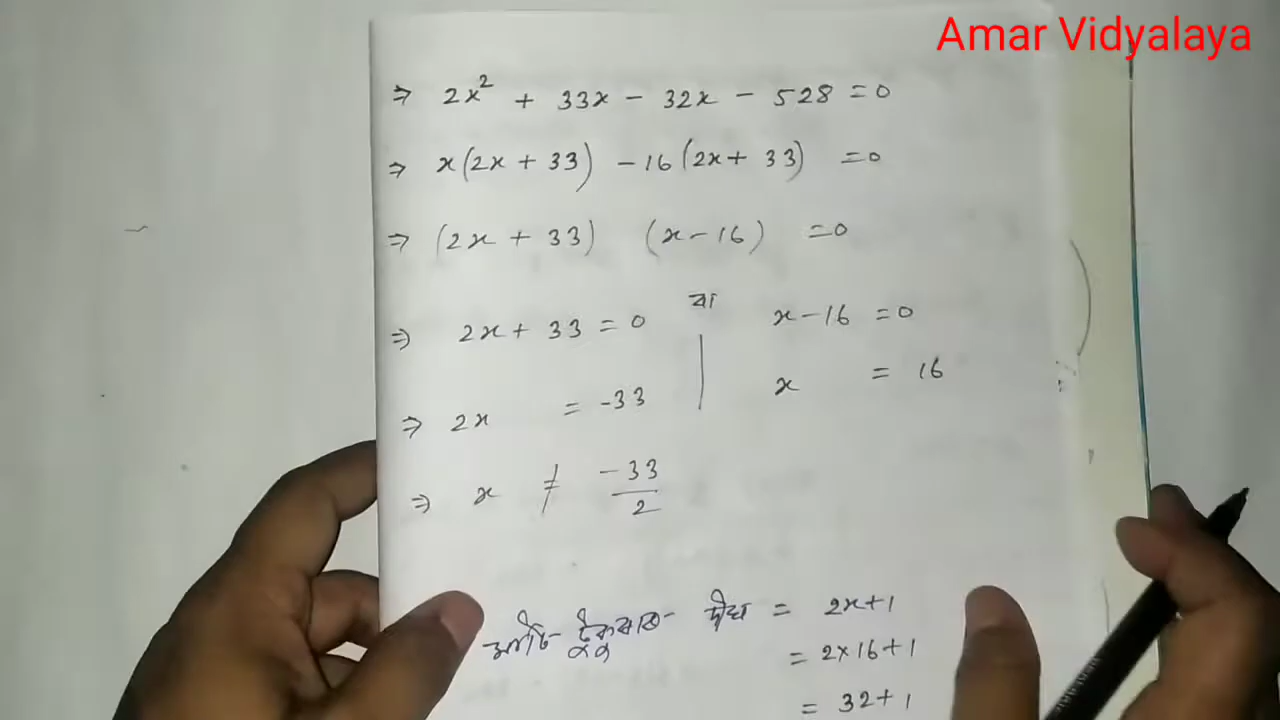 Amar Vidyalaya
⇒ 2x² + 33x - 32x - 528 = 0
⇒ x(2x + 33) - 16(2x + 33) = 0
⇒ (2x + 33) (x - 16) = 0
⇒ 2x + 33 = 0 বা x - 16 = 0
⇒ 2x = -33 x = 16
⇒ x ≠ -33/2
= 2x+1
= 2×16+1
= 32+1